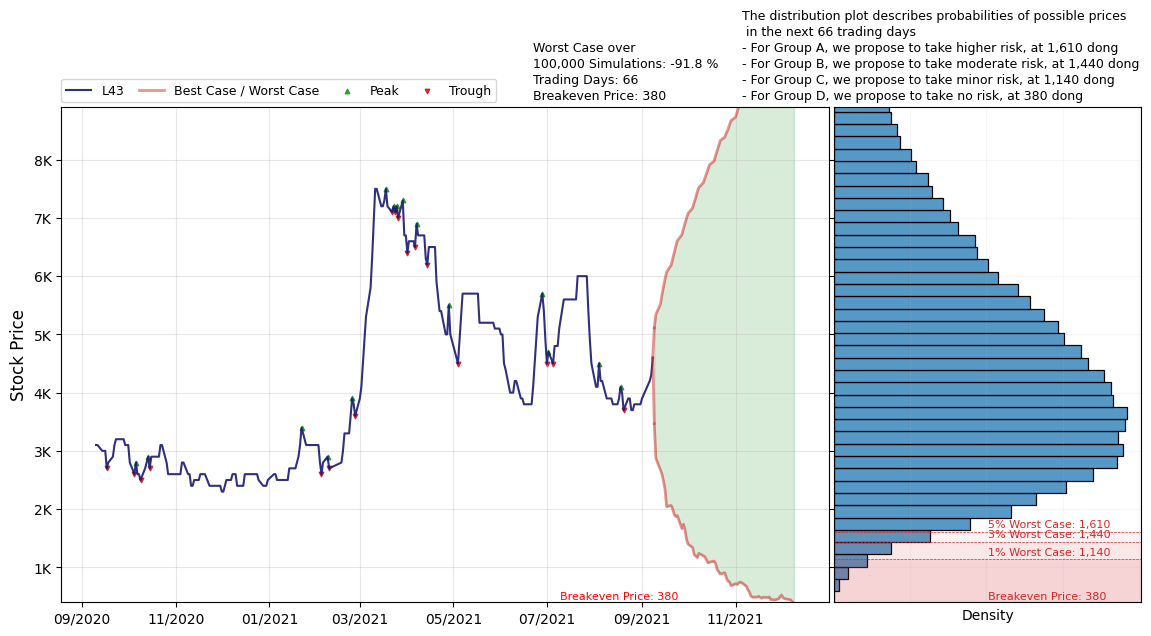 The distribution plot describes probabilities of possible prices
in the next 66 trading days
- For Group A, we propose to take higher risk, at 1,610 dong
- For Group B, we propose to take moderate risk, at 1,440 dong
- For Group C, we propose to take minor risk, at 1,140 dong
- For Group D, we propose to take no risk, at 380 dong
Worst Case over
100,000 Simulations: -91.8 %
Trading Days: 66
Breakeven Price: 380
L43
Best Case / Worst Case
Peak
Trough
Stock Price
8K
7K
6K
5K
4K
3K
2K
1K
09/2020
11/2020
01/2021
03/2021
05/2021
07/2021
09/2021
11/2021
Breakeven Price: 380
5% Worst Case: 1,610
3% Worst Case: 1,440
1% Worst Case: 1,140
Breakeven Price: 380
Density